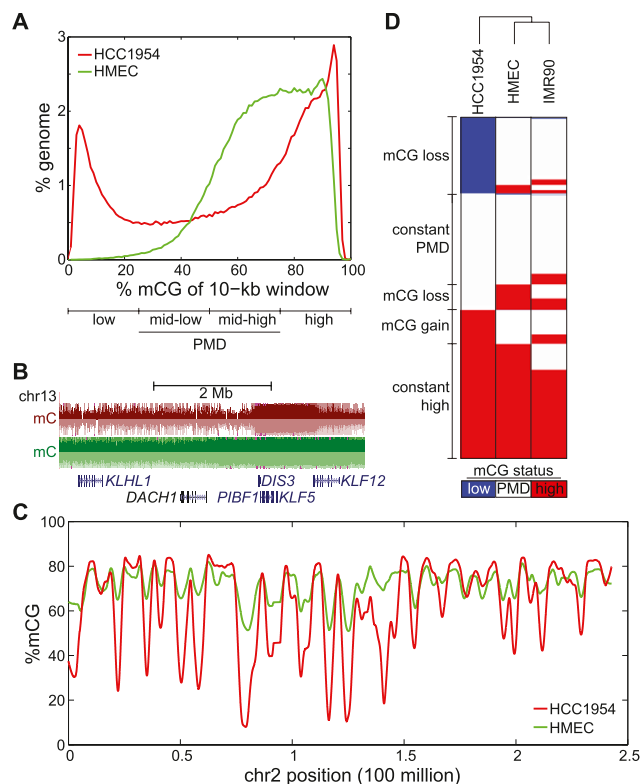 A
HCC1954
HMEC
% genome
3
2
1
0
0 20 40 60 80 100
% mCG of 10−kb window
low mid-low mid-high high
PMD
B
2 Mb
chr13
mC
mC
KLHL1 DIS3 KLF12
DACH1 PIBF1 KLF5
C
%mCG
100
80
60
40
20
0
HCC1954
HMEC
0 0.5 1 1.5 2 2.5
chr2 position (100 million)
D
HCC1954
HMEC
IMR90
mCG loss
constant
PMD
mCG loss
mCG gain
constant
high
mCG status
low PMD high